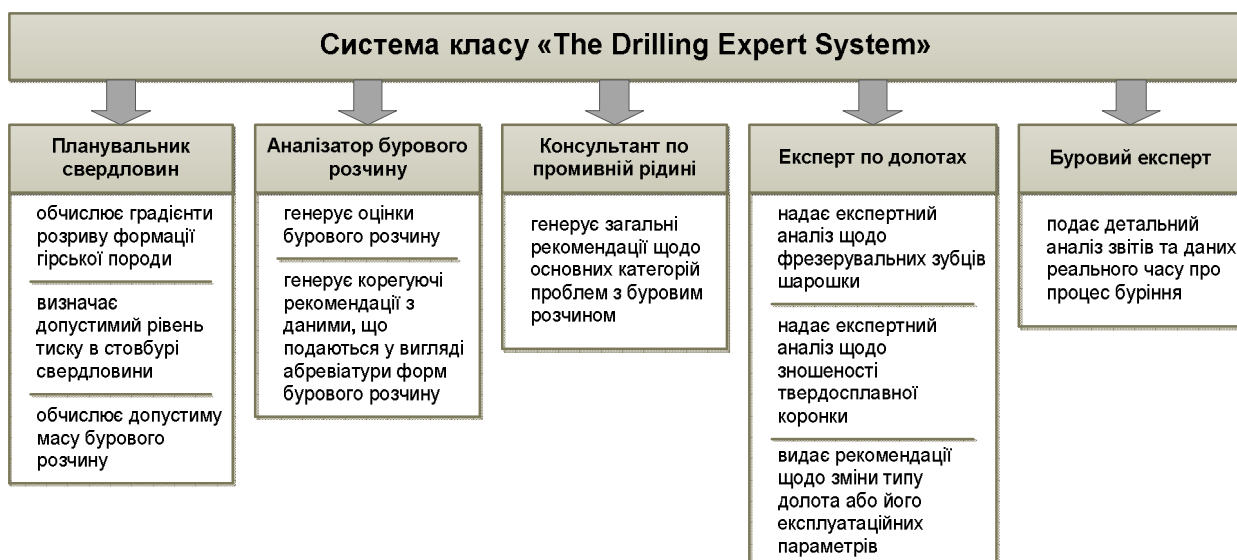 Система класу «The Drilling Expert System»
Планувальник
свердловин
обчислює градієнти
розриву формації
гірської породи
визначає
допустимий рівень
тиску в стовбурі
свердловини
обчислює допустиму
масу бурового
розчину
Аналізатор бурового
розчину
генерує оцінки
бурового розчину
генерує корегуючі
рекомендації з
даними, що
подаються у вигляді
абревіатури форм
бурового розчину
Консультант по
промивній рідині
генерує загальні
рекомендації щодо
основних категорій
проблем з буровим
розчином
Експерт по долотах
надає експертний
аналіз щодо
фрезерувальних зубців
шарошки
надає експертний
аналіз щодо
зношеності
твердосплавної
коронки
видає рекомендації
щодо зміни типу
долота або його
експлуатаційних
параметрів
Буровий експерт
подає детальний
аналіз звітів та даних
реального часу про
процес буріння